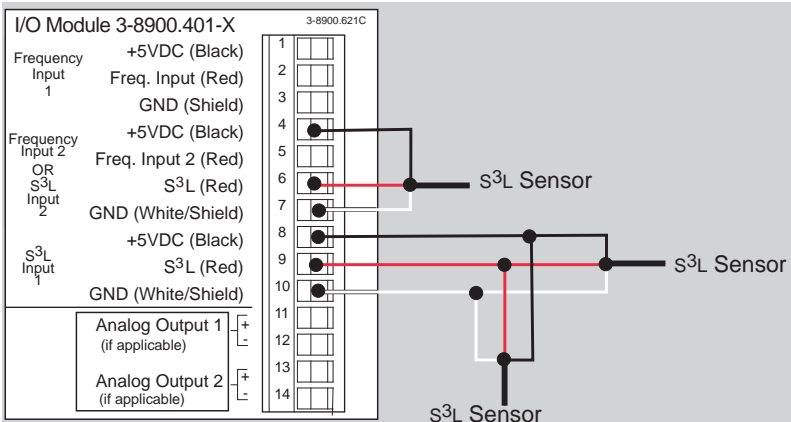 I/O Module 3-8900.401-X
3-8900.621C
Frequency
Input
1
+5VDC (Black)
Freq. Input (Red)
GND (Shield)
Frequency
Input 2
OR
S³L
Input
2
+5VDC (Black)
Freq. Input 2 (Red)
S³L (Red)
GND (White/Shield)
S³L
Input
1
+5VDC (Black)
S³L (Red)
GND (White/Shield)
Analog Output 1
(if applicable)
+
-
Analog Output 2
(if applicable)
+
-
1
2
3
4
5
6
7
8
9
10
11
12
13
14
S³L Sensor
S³L Sensor
S³L Sensor